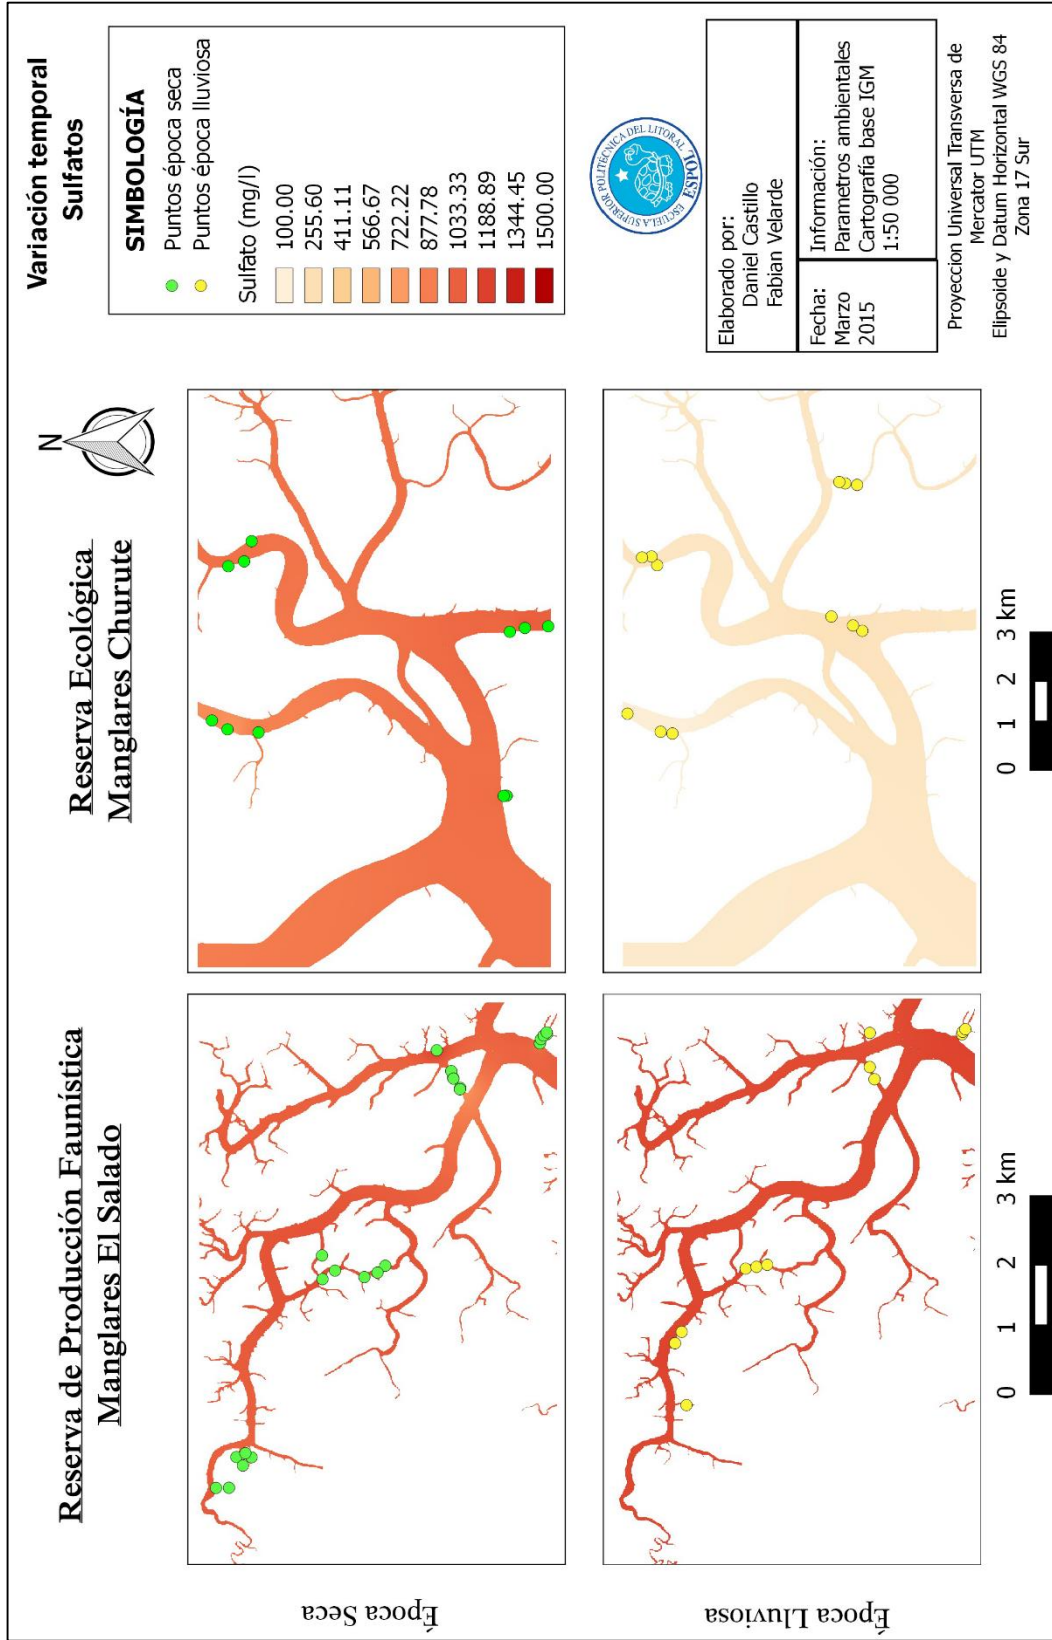 Variación temporal
Sulfatos
Reserva de Producción Faunística
Manglares El Salado
Reserva Ecológica
Manglares Churute
N
Época Seca
Época Lluviosa
SIMBOLOGÍA
Puntos época seca
Puntos época lluviosa
Sulfato (mg/l)
100.00
255.60
411.11
566.67
722.22
877.78
1033.33
1188.89
1344.45
1500.00
ESCUELA SUPERIOR POLITÉCNICA DEL LITORAL
ESPOL
Elaborado por:
Daniel Castillo
Fabian Velarde
Fecha:
Marzo
2015
Información:
Parametros ambientales
Cartografía base IGM
1:50 000
Proyeccion Universal Transversa de
Mercator UTM
Elipsoide y Datum Horizontal WGS 84
Zona 17 Sur
0 1 2 3 km
0 1 2 3 km